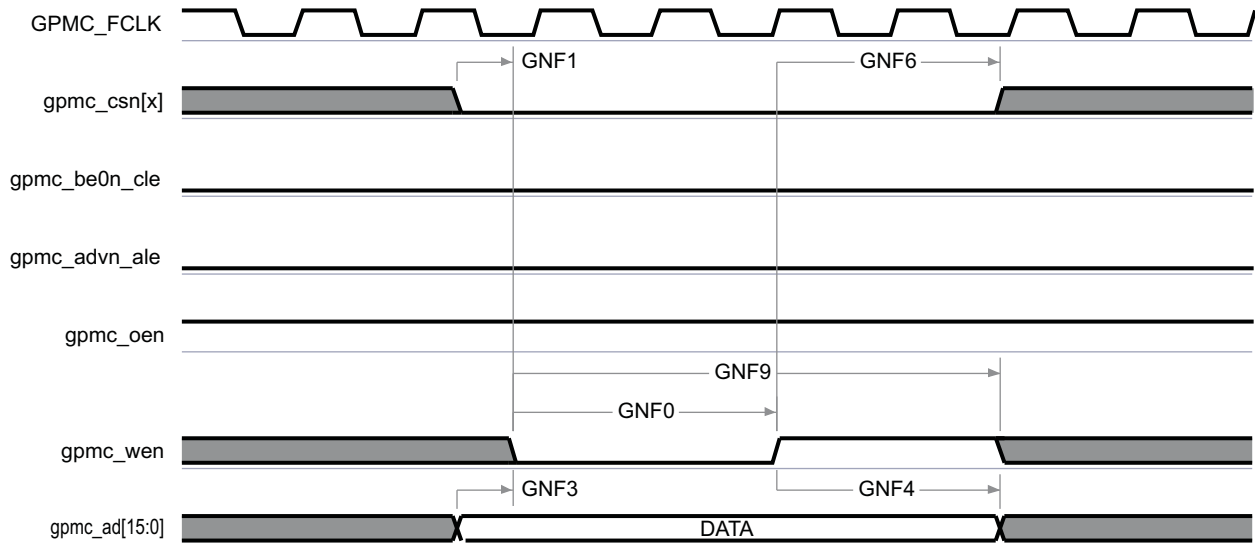 GPMC_FCLK
GNF1
GNF6
gpmc_csn[x]
gpmc_be0n_cle
gpmc_advn_ale
gpmc_oen
GNF9
GNF0
gpmc_wen
GNF3
GNF4
gpmc_ad[15:0]
DATA